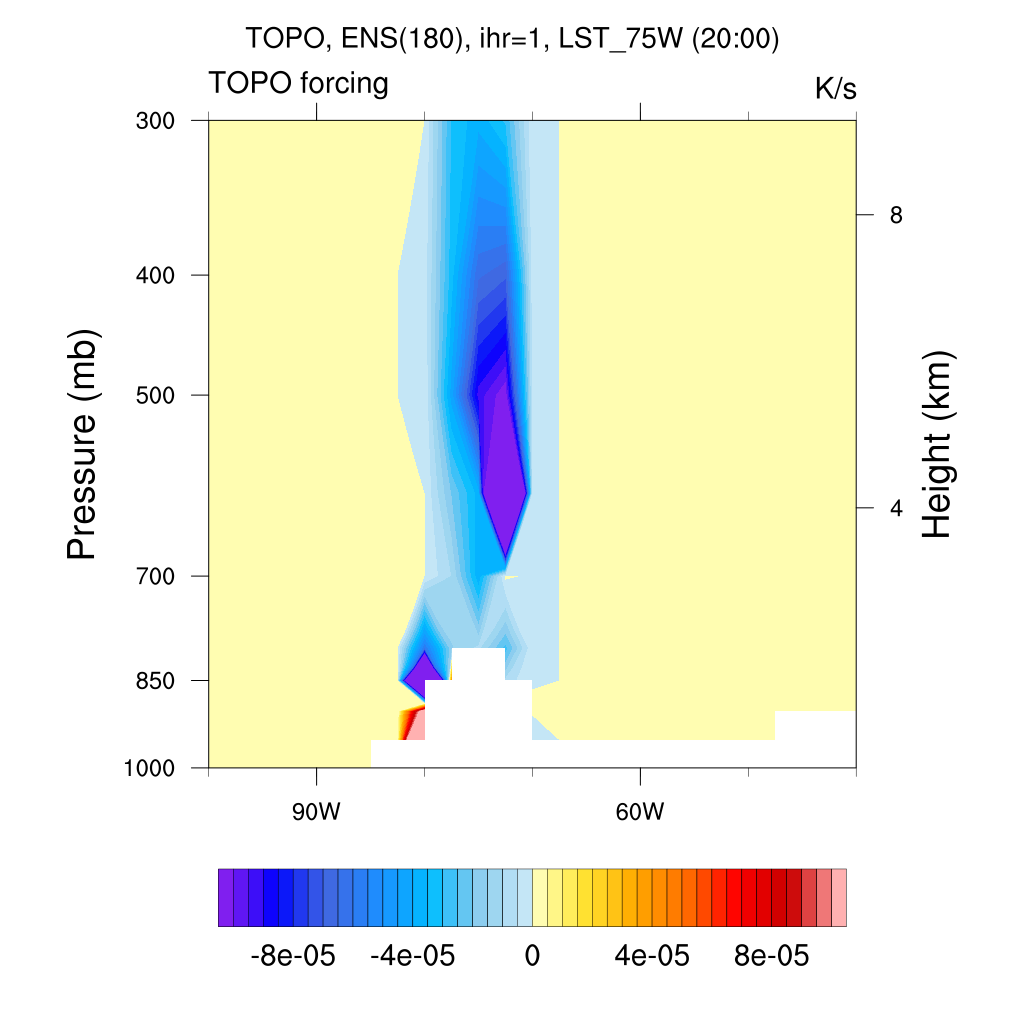 TOPO, ENS(180), ihr=1, LST_75W (20:00)
TOPO forcing K/s
300
8
400
Pressure (mb)
500
Height (km)
4
700
850
1000
90W 60W
-8e-05 -4e-05 0 4e-05 8e-05